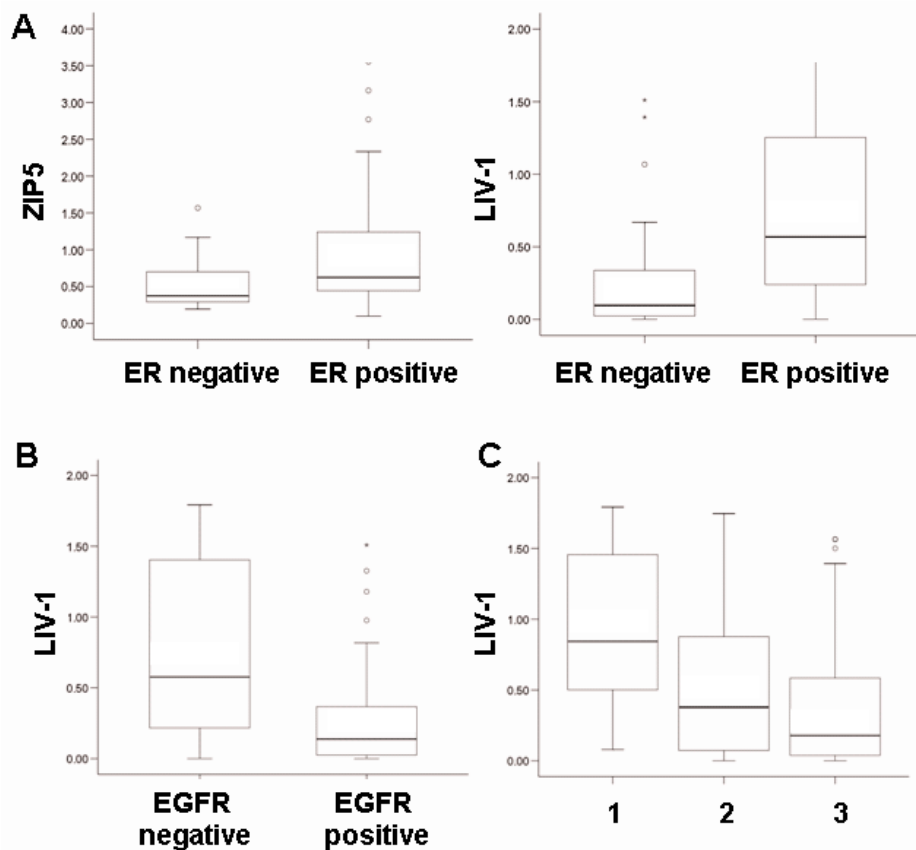 A
ZIP5
4.00
3.50
3.00
2.50
2.00
1.50
1.00
0.50
0.00
ER negative
ER positive
LIV-1
2.00
1.50
1.00
0.50
0.00
ER negative
ER positive
B
LIV-1
2.00
1.50
1.00
0.50
0.00
EGFR
negative
EGFR
positive
C
LIV-1
2.00
1.50
1.00
0.50
0.00
1
2
3